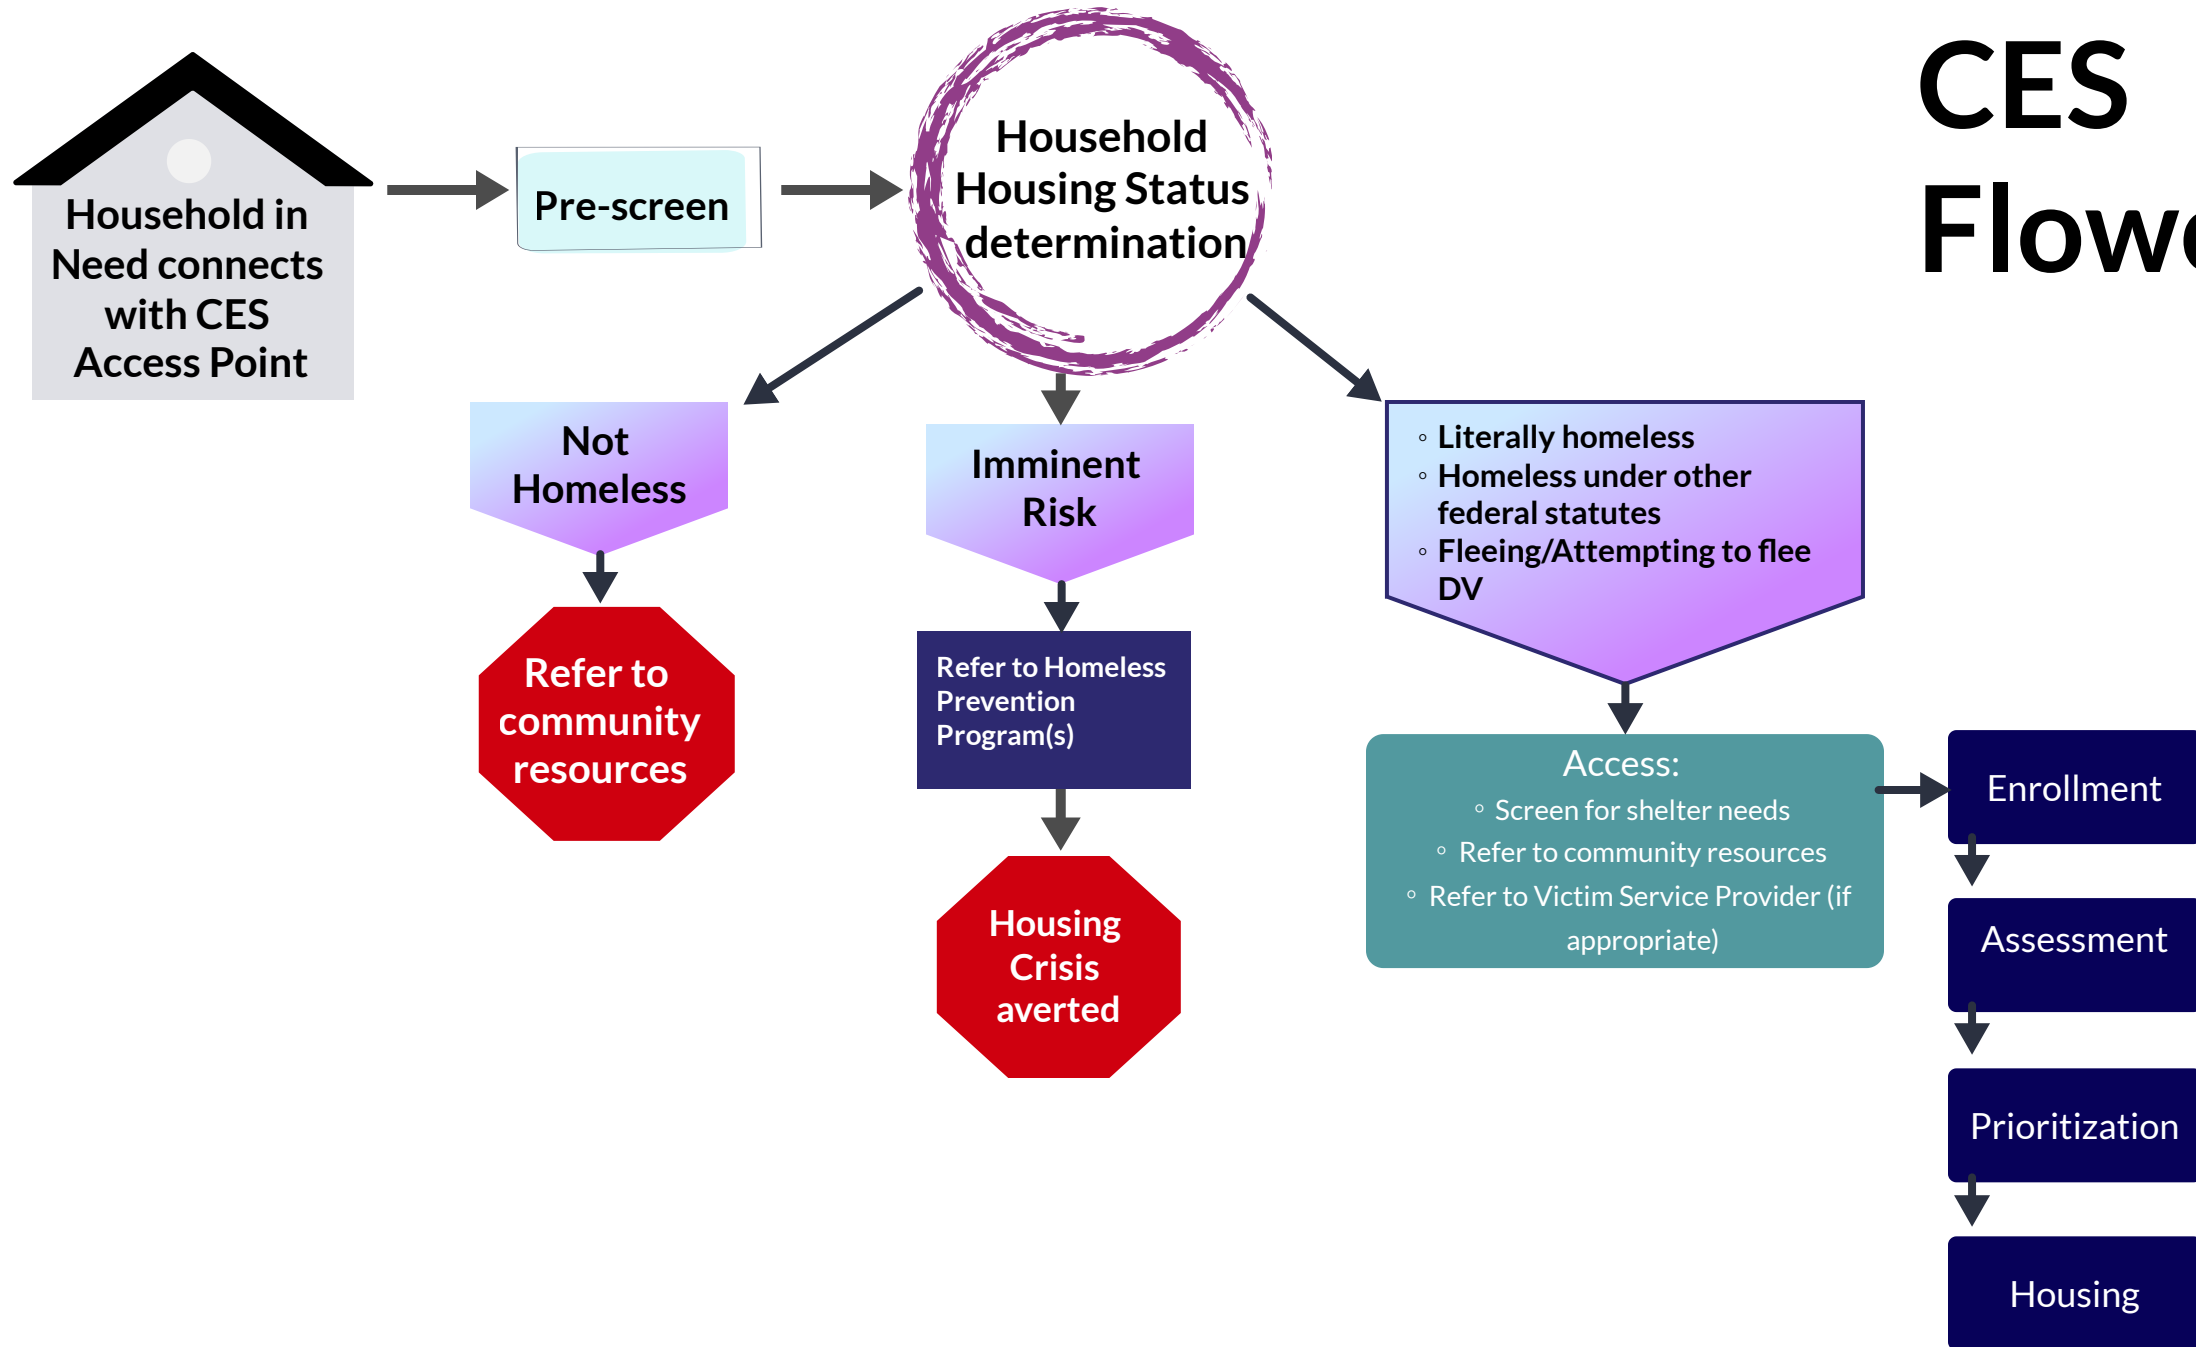 CES
Flowc
Household in
Need connects
with CES
Access Point
Pre-screen
Household
Housing Status
determination
Not
Homeless
Imminent
Risk
◦ Literally homeless
◦ Homeless under other
federal statutes
◦ Fleeing/Attempting to flee
DV
Refer to
community
resources
Refer to Homeless
Prevention
Program(s)
Housing
Crisis
averted
Access:
◦ Screen for shelter needs
◦ Refer to community resources
◦ Refer to Victim Service Provider (if
appropriate)
Enrollment
Assessment
Prioritization
Housing